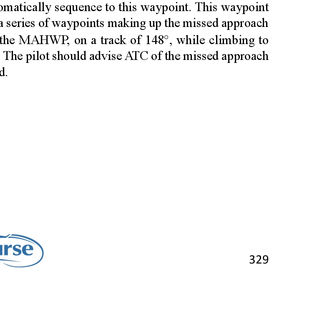 omatically sequence to this waypoint. This waypoint
a series of waypoints making up the missed approach
the MAHWP, on a track of 148°, while climbing to
The pilot should advise ATC of the missed approach
d.
urse
329